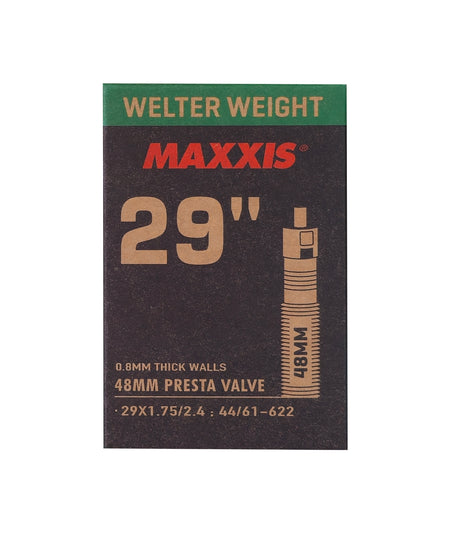 WELTER WEIGHT
MAXXIS®
29"
48MM
0.8MM THICK WALLS
48MM PRESTA VALVE
·29X1.75/2.4 : 44/61-622